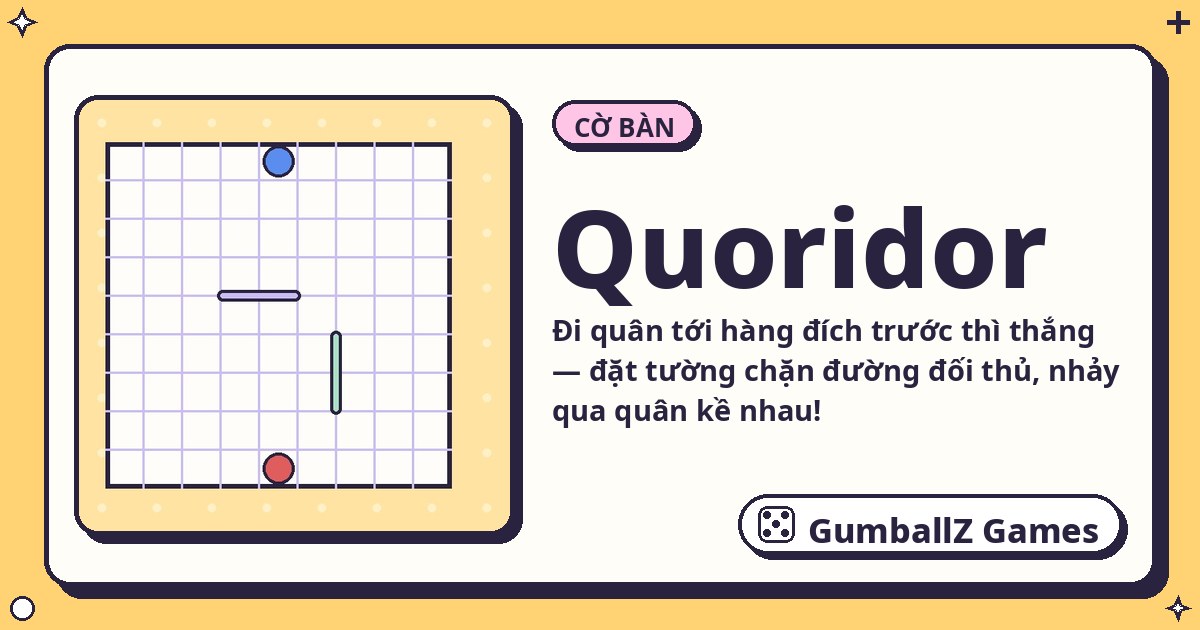 CỜ BÀN
Quoridor
Đi quân tới hàng đích trước thì thắng
— đặt tường chặn đường đối thủ, nhảy
qua quân kề nhau!
GumballZ Games